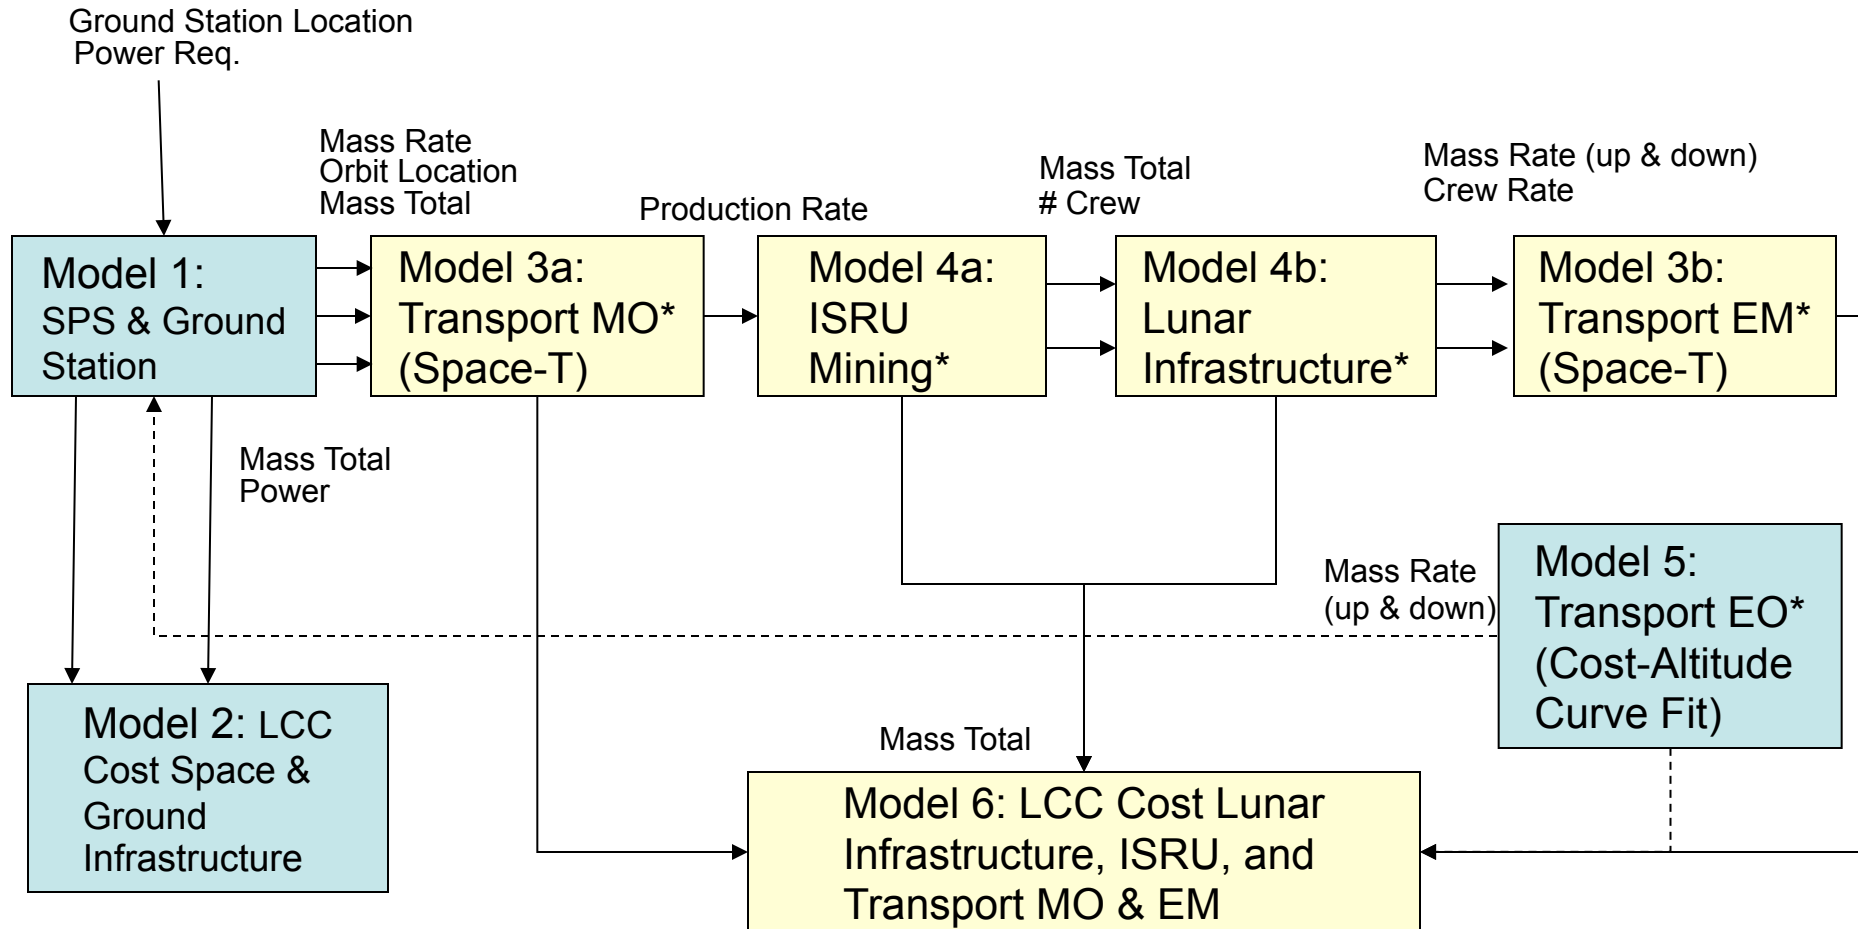 Ground Station Location
Power Req.
Mass Rate
Orbit Location
Mass Total
Production Rate
Mass Total
# Crew
Mass Rate (up & down)
Crew Rate
Model 1:
SPS & Ground
Station
Model 3a:
Transport MO*
(Space-T)
Model 4a:
ISRU
Mining*
Model 4b:
Lunar
Infrastructure*
Model 3b:
Transport EM*
(Space-T)
Mass Total
Power
Mass Rate
(up & down)
Model 5:
Transport EO*
(Cost-Altitude
Curve Fit)
Model 2: LCC
Cost Space &
Ground
Infrastructure
Mass Total
Model 6: LCC Cost Lunar
Infrastructure, ISRU, and
Transport MO & EM